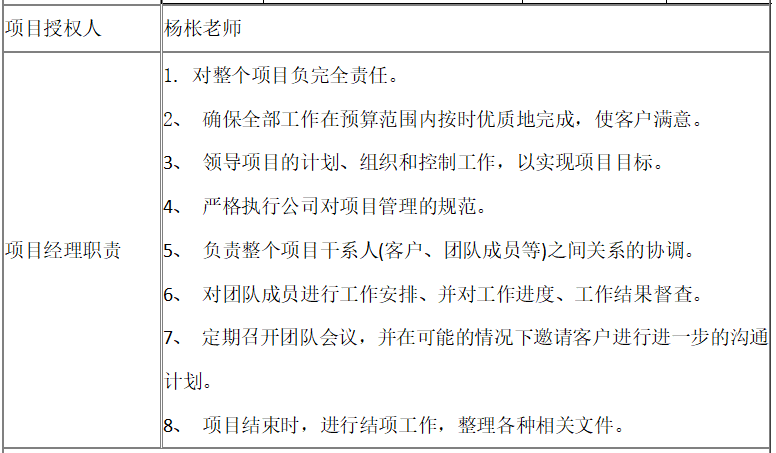 项目授权人
杨枨老师
项目经理职责
1. 对整个项目负完全责任。
2、 确保全部工作在预算范围内按时优质地完成，使客户满意。
3、 领导项目的计划、组织和控制工作，以实现项目目标。
4、 严格执行公司对项目管理的规范。
5、 负责整个项目干系人(客户、团队成员等)之间关系的协调。
6、 对团队成员进行工作安排、并对工作进度、工作结果督查。
7、 定期召开团队会议，并在可能的情况下邀请客户进行进一步的沟通
计划。
8、 项目结束时，进行结项工作，整理各种相关文件。